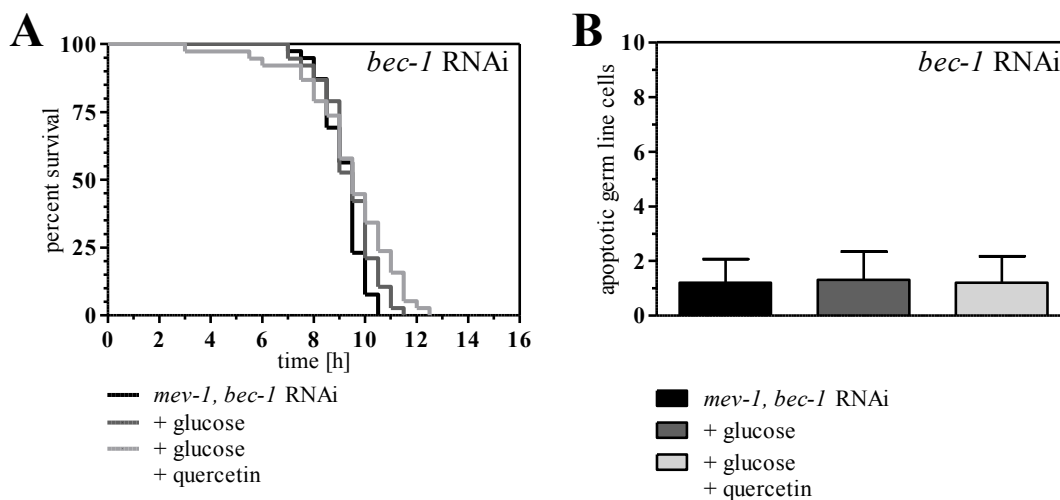 A
bec-1 RNAi
percent survival
100
75
50
25
0
0 2 4 6 8 10 12 14 16
time [h]
mev-1, bec-1 RNAi
+ glucose
+ glucose
+ quercetin
B
bec-1 RNAi
apoptotic germ line cells
10
8
6
4
2
0
mev-1, bec-1 RNAi
+ glucose
+ glucose
+ quercetin